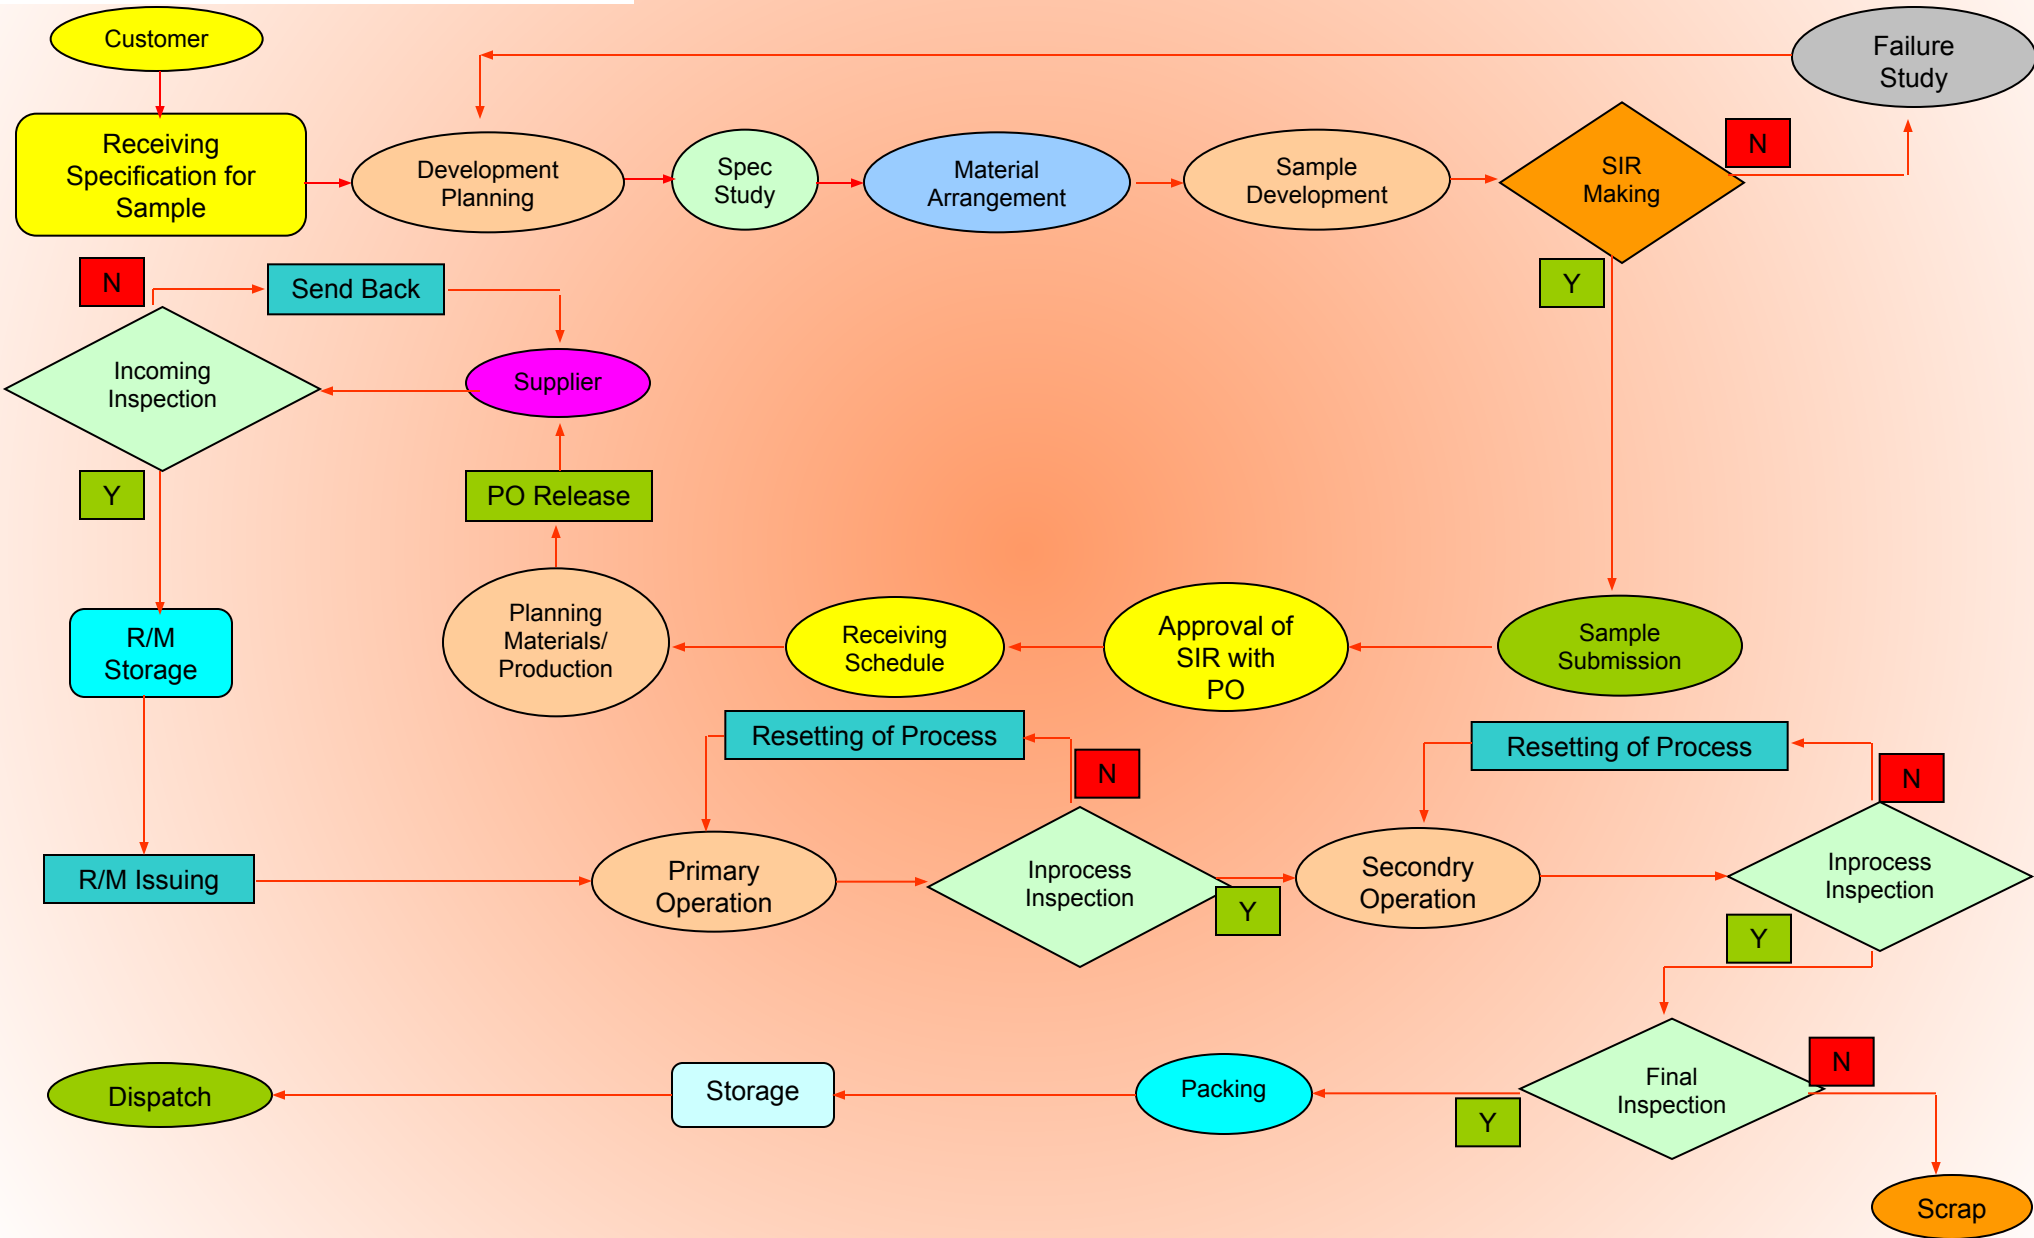 Customer
Failure
Study
Receiving
Specification for
Sample
Development
Planning
Spec
Study
Material
Arrangement
Sample
Development
SIR
Making
N
N
Send Back
Y
Incoming
Inspection
Supplier
Y
PO Release
R/M
Storage
Planning
Materials/
Production
Receiving
Schedule
Approval of
SIR with
PO
Sample
Submission
Resetting of Process
N
Resetting of Process
N
R/M Issuing
Primary
Operation
Inprocess
Inspection
Y
Secondry
Operation
Inprocess
Inspection
Y
Dispatch
Storage
Packing
Y
Final
Inspection
N
Scrap